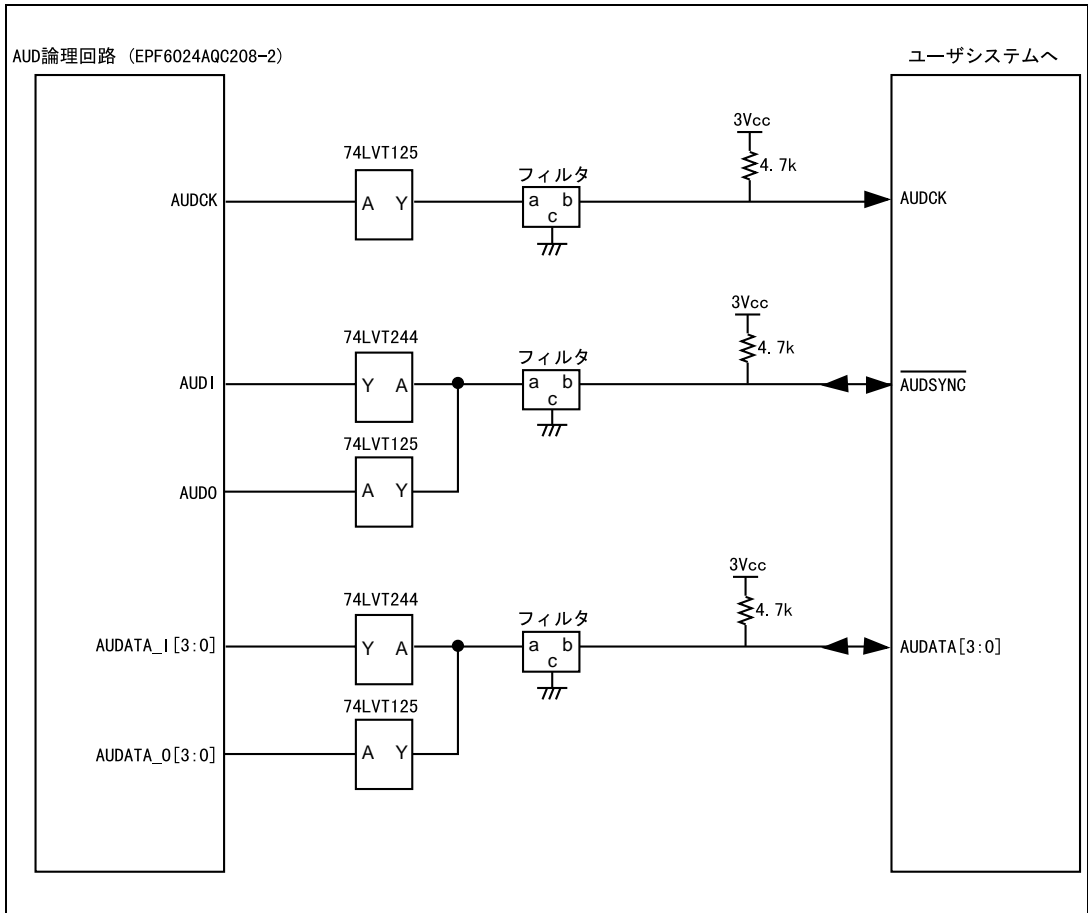 AUD論理回路 (EPF6024AQC208-2)
ユーザシステムへ
3Vcc
4.7k
74LVT125
フィルタ
AUDCK
A Y
a b
c
AUDCK
3Vcc
4.7k
74LVT244
フィルタ
AUDI
Y A
a b
c
AUDSYNC
74LVT125
AUDO
A Y
3Vcc
4.7k
74LVT244
フィルタ
AUDATA_I[3:0]
Y A
a b
c
AUDATA[3:0]
74LVT125
AUDATA_O[3:0]
A Y